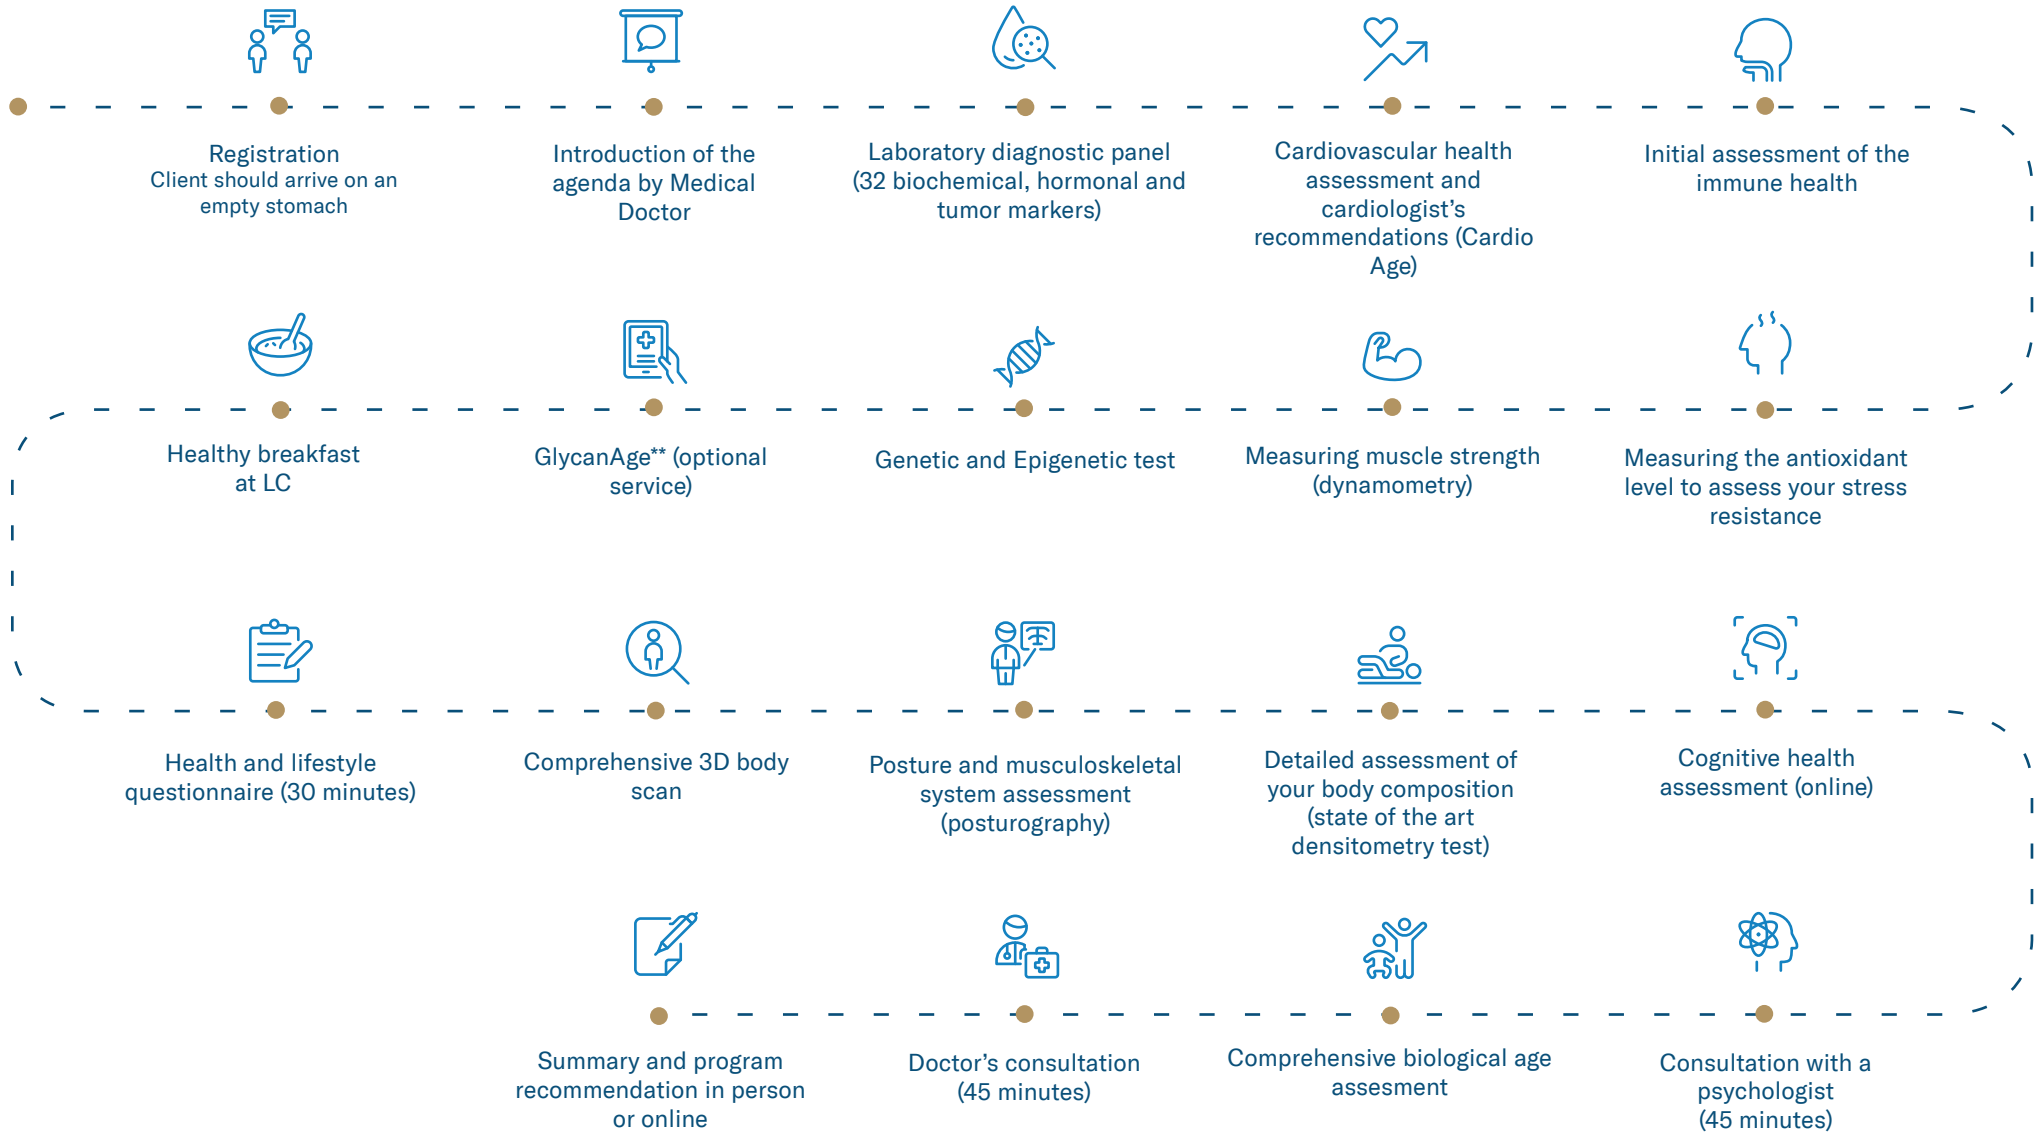 Registration
Client should arrive on an
empty stomach
Introduction of the
agenda by Medical
Doctor
Laboratory diagnostic panel
(32 biochemical, hormonal and
tumor markers)
Cardiovascular health
assessment and
cardiologist's
recommendations (Cardio
Age)
Initial assessment of the
immune health
Measuring the antioxidant
level to assess your stress
resistance
Measuring muscle strength
(dynamometry)
Genetic and Epigenetic test
GlycanAge** (optional
service)
Healthy breakfast
at LC
Health and lifestyle
questionnaire (30 minutes)
Comprehensive 3D body
scan
Posture and musculoskeletal
system assessment
(posturography)
Detailed assessment of
your body composition
(state of the art
densitometry test)
Cognitive health
assessment (online)
Consultation with a
psychologist
(45 minutes)
Comprehensive biological age
assesment
Doctor's consultation
(45 minutes)
Summary and program
recommendation in person
or online